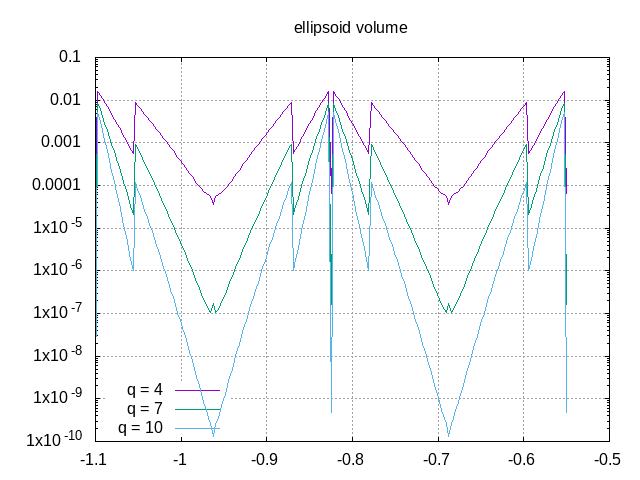 ellipsoid volume
0.1
0.01
0.001
0.0001
1x10^-5
1x10^-6
1x10^-7
1x10^-8
1x10^-9
1x10^-10
q = 4
q = 7
q = 10
-1.1 -1 -0.9 -0.8 -0.7 -0.6 -0.5